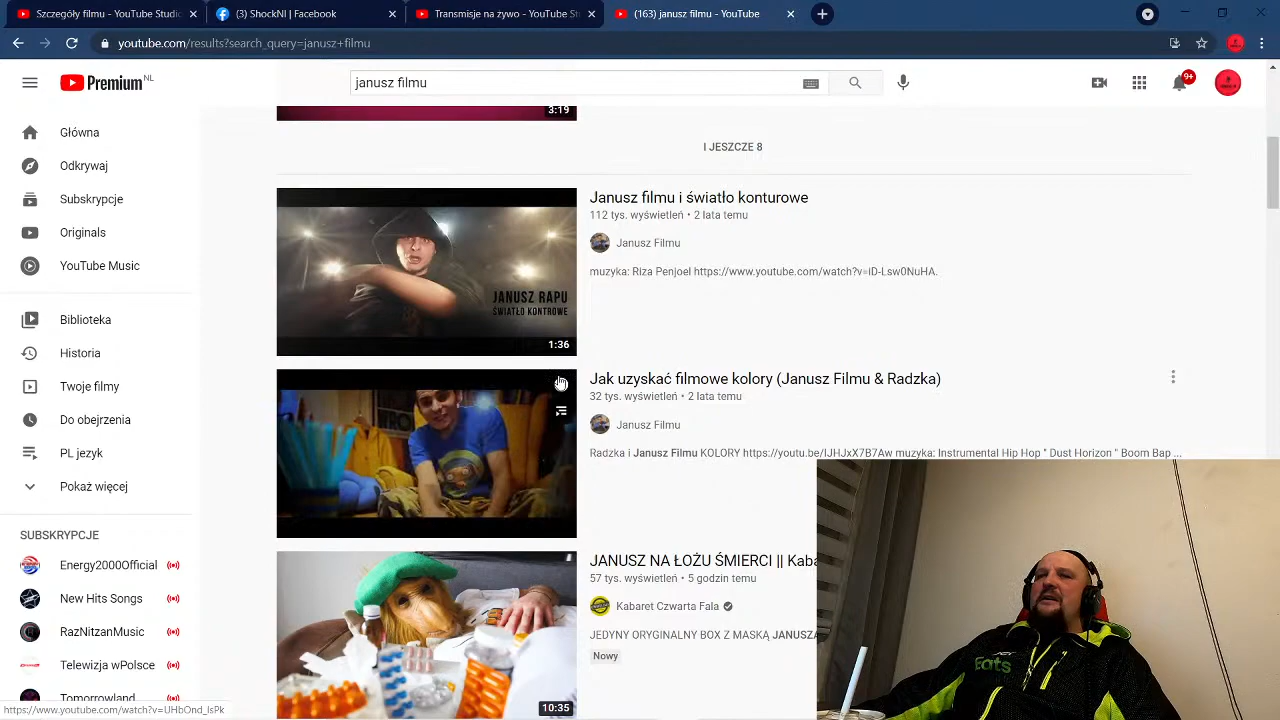 Szczegóły filmu - YouTube Studio
(3) ShockNl | Facebook
Transmisje na żywo - YouTube St
(163) janusz filmu - YouTube
youtube.com/results?search_query=janusz+filmu
Premium NL
janusz filmu
9+
Główna
Odkrywaj
Subskrypcje
Originals
YouTube Music
Biblioteka
Historia
Twoje filmy
Do obejrzenia
PL jezyk
Pokaż więcej
SUBSKRYPCJE
Energy2000Official
New Hits Songs
RazNitzanMusic
Telewizja wPolsce
Tomorrowland
https://www.youtube.com/watch?v=UHbOnd_lsPk
3:19
I JESZCZE 8
JANUSZ RAPU
ŚWIATŁO KONTROWE
1:36
Janusz filmu i światło konturowe
112 tys. wyświetleń • 2 lata temu
Janusz Filmu
muzyka: Riza Penjoel https://www.youtube.com/watch?v=iD-Lsw0NuHA.
Jak uzyskać filmowe kolory (Janusz Filmu & Radzka)
32 tys. wyświetleń • 2 lata temu
Janusz Filmu
Radzka i Janusz Filmu KOLORY https://youtu.be/lJHJxX7B7Aw muzyka: Instrumental Hip Hop " Dust Horizon " Boom Bap ...
10:35
JANUSZ NA ŁOŻU ŚMIERCI || Kaba
57 tys. wyświetleń • 5 godzin temu
Kabaret Czwarta Fala
JEDYNY ORYGINALNY BOX Z MASKĄ JANUSZA
Nowy
Eats